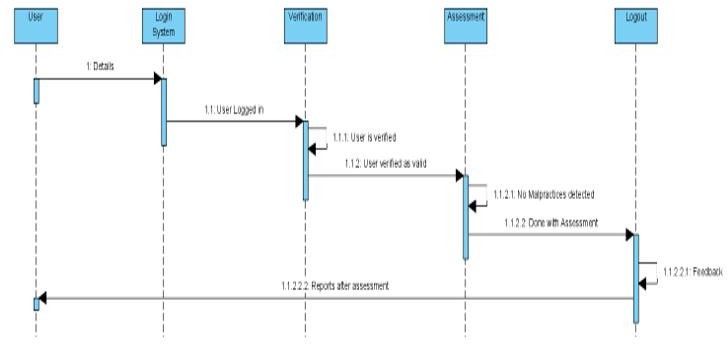 User
Login
System
Verification
Assessment
Logout
1: Details
1.1: User Logged in
1.1.1: User is verified
1.1.2: User verified as valid
1.1.2.1: No Malpractices detected
1.1.2.2: Done with Assessment
1.1.2.2.1: Feedback
1.1.2.2.2: Reports after assessment